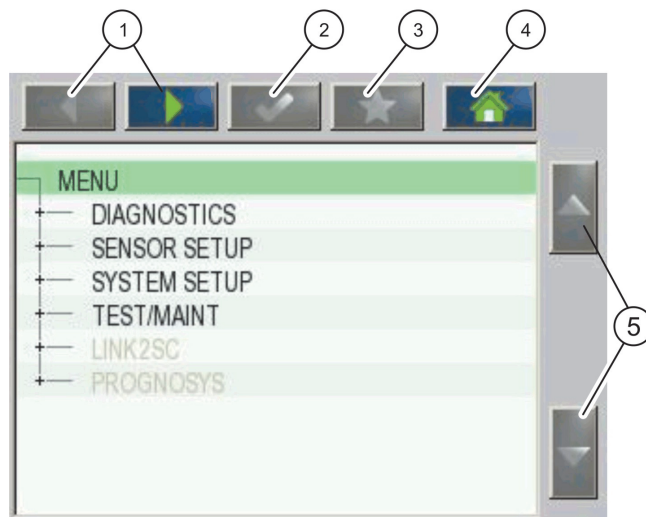 1 2 3 4
MENU
DIAGNOSTICS
SENSOR SETUP
SYSTEM SETUP
TEST/MAINT
5
LINK2SC
PROGNOSYS